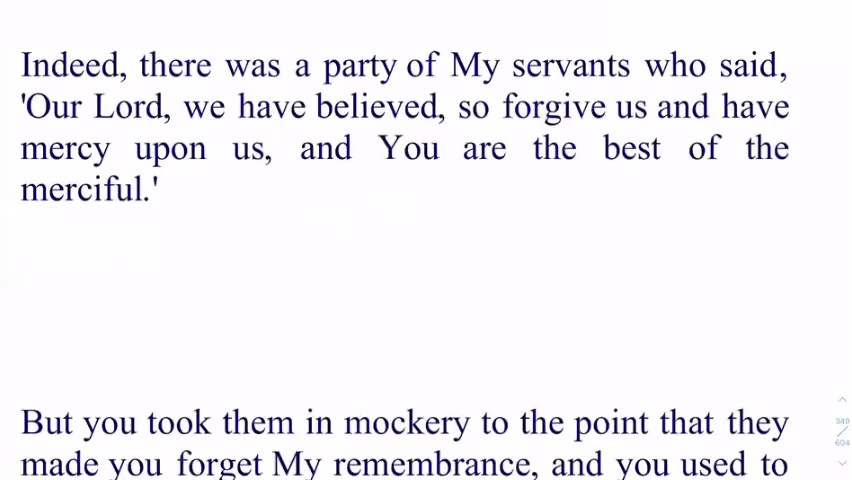 Indeed, there was a party of My servants who said,
'Our Lord, we have believed, so forgive us and have
mercy upon us, and You are the best of the
merciful.'
But you took them in mockery to the point that they
made you forget My remembrance, and you used to
349
/
604